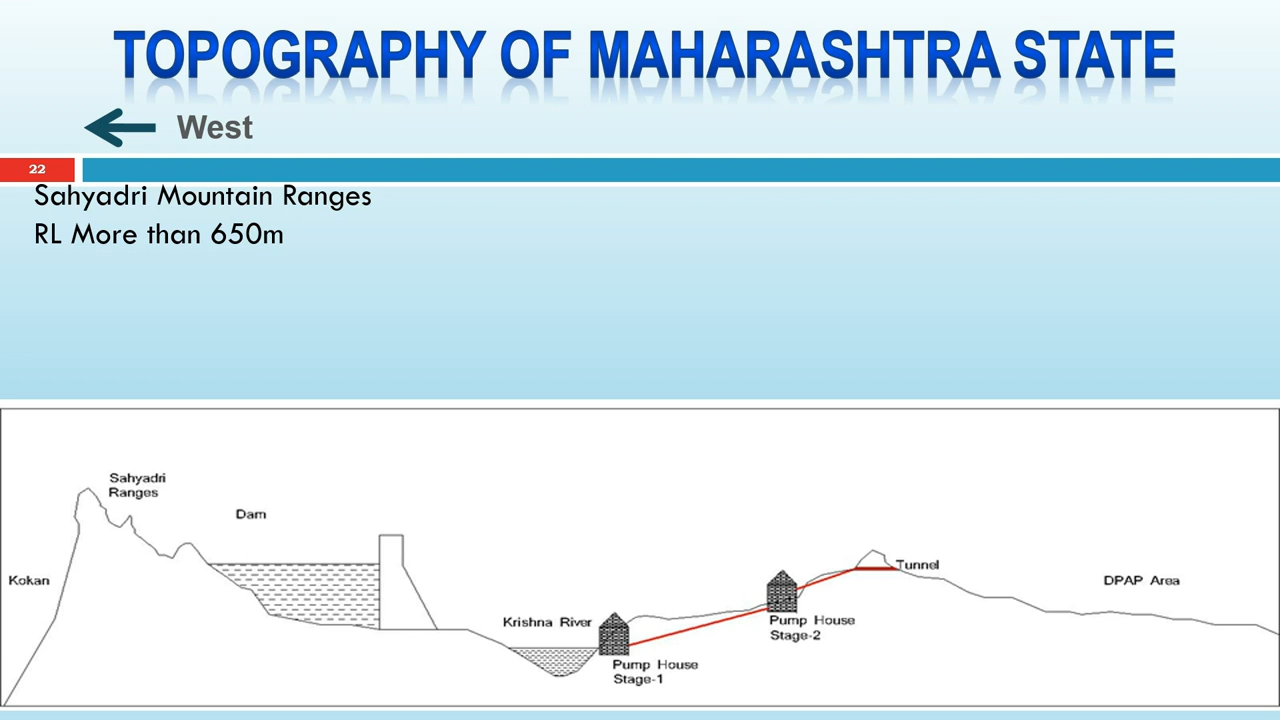 TOPOGRAPHY OF MAHARASHTRA STATE
West
22
Sahyadri Mountain Ranges
RL More than 650m
Sahyadri
Ranges
Dam
Kokan
Tunnel
DPAP Area
Krishna River
Pump House
Stage-2
Pump House
Stage-1